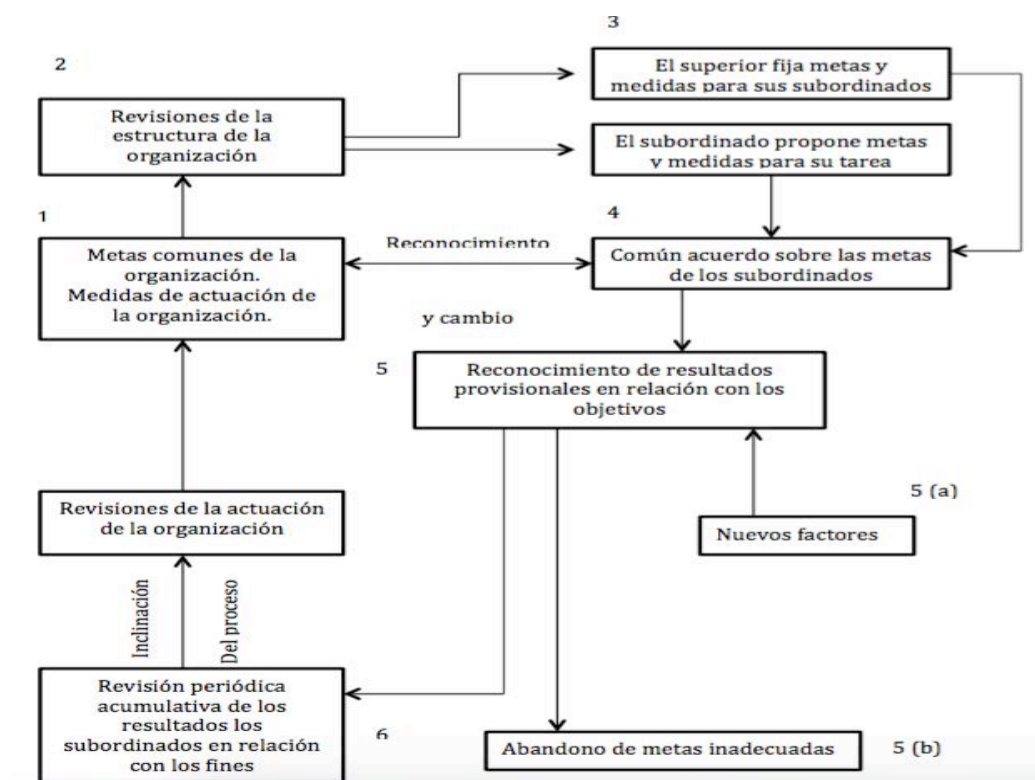 3
2
El superior fija metas y
medidas para sus subordinados
Revisiones de la
estructura de la
organización
El subordinado propone metas
y medidas para su tarea
1
4
Reconocimiento
Metas comunes de la
organización.
Medidas de actuación de
la organización.
Común acuerdo sobre las metas
de los subordinados
y cambio
5
Reconocimiento de resultados
provisionales en relación con los
objetivos
5 (a)
Revisiones de la actuación
de la organización
Nuevos factores
Inclinación
Del proceso
Revisión periódica
acumulativa de los
resultados los
subordinados en relación
con los fines
6
Abandono de metas inadecuadas
5 (b)